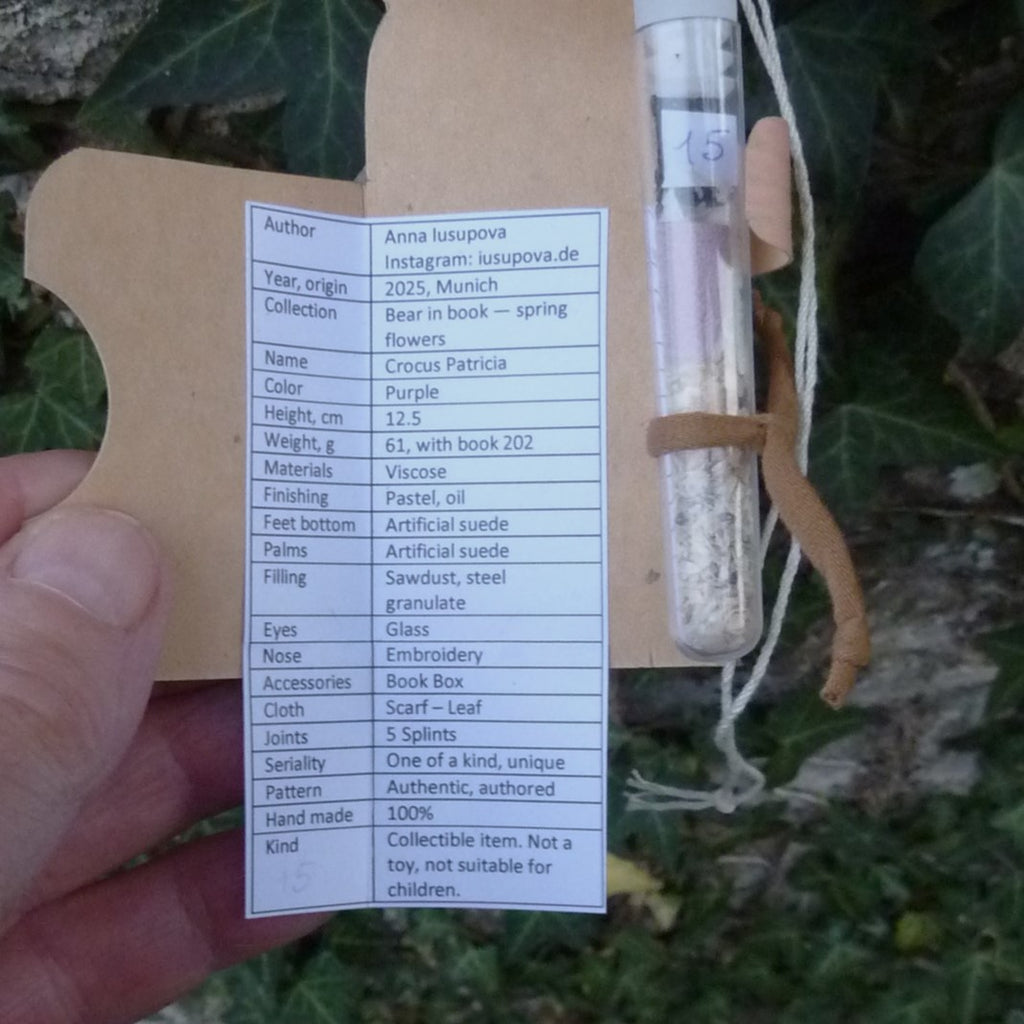 15
Author Anna Iusupova
Instagram: iusupova.de
Year, origin 2025, Munich
Collection Bear in book — spring
flowers
Name Crocus Patricia
Color Purple
Height, cm 12.5
Weight, g 61, with book 202
Materials Viscose
Finishing Pastel, oil
Feet bottom Artificial suede
Palms Artificial suede
Filling Sawdust, steel
granulate
Eyes Glass
Nose Embroidery
Accessories Book Box
Cloth Scarf – Leaf
Joints 5 Splints
Seriality One of a kind, unique
Pattern Authentic, authored
Hand made 100%
Kind Collectible item. Not a
toy, not suitable for
children.
15